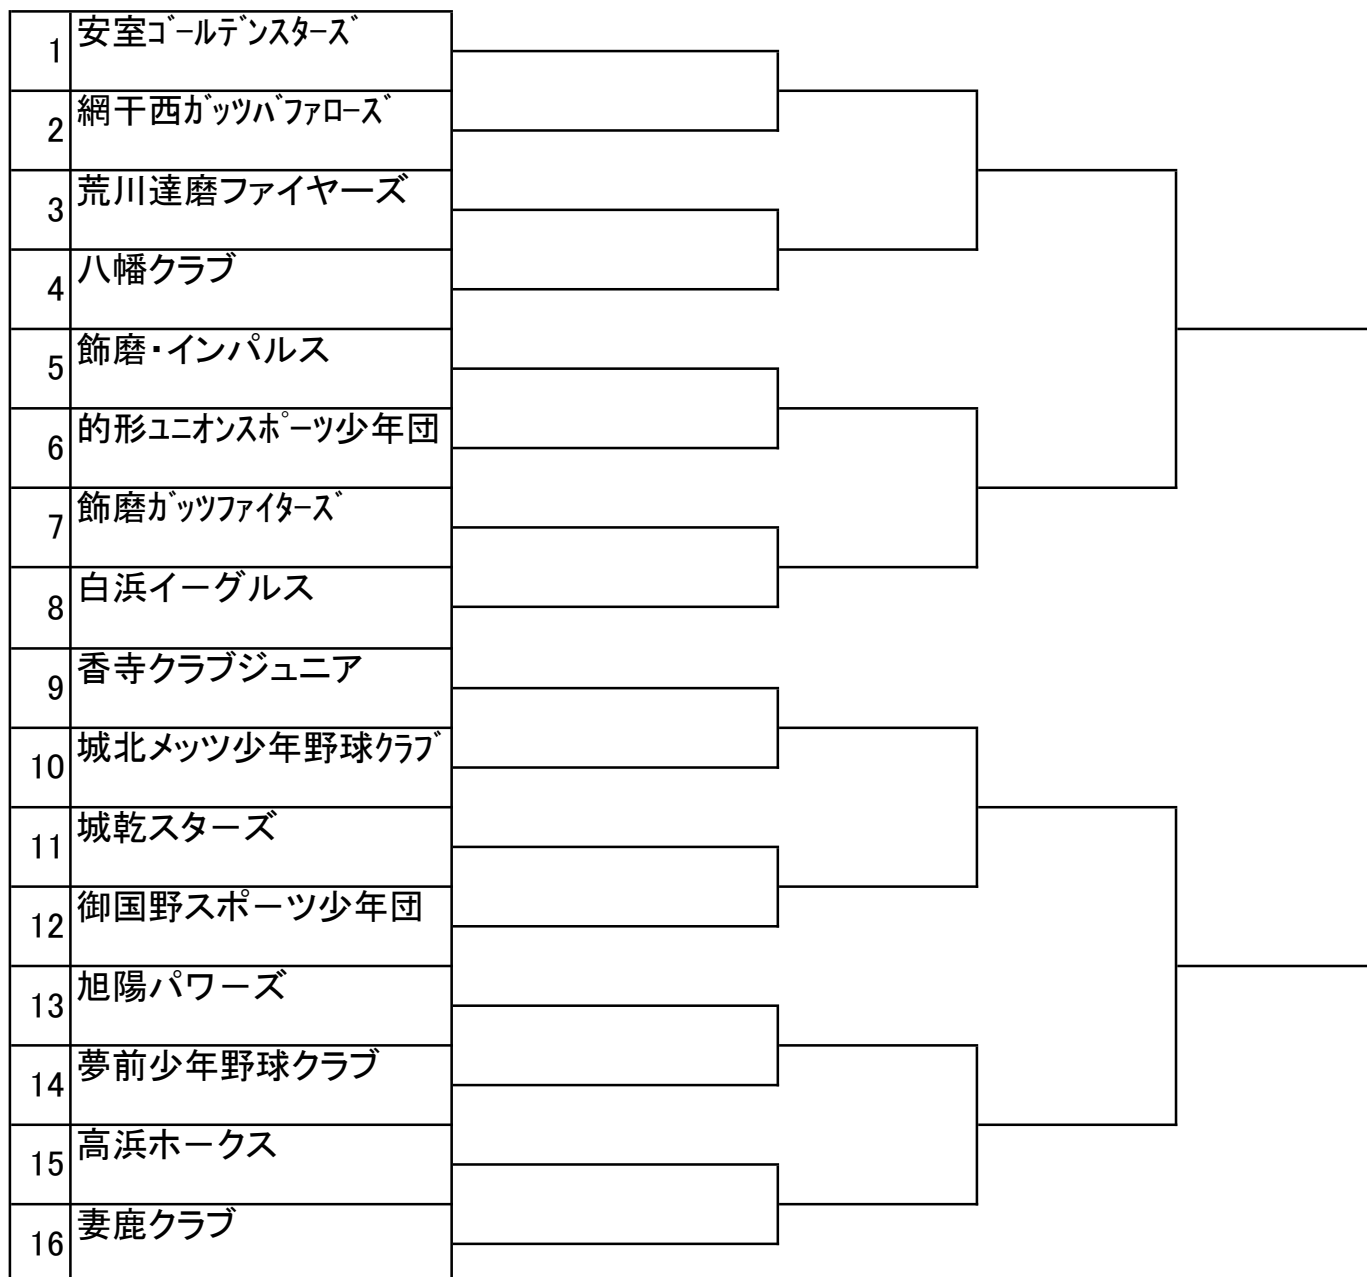 1 安室ｺﾞｰﾙﾃﾞﾝｽﾀｰｽﾞ
2 網干西ｶﾞｯﾂﾊﾞﾌｧﾛｰｽﾞ
3 荒川達磨ファイヤーズ
4 八幡クラブ
5 飾磨・インパルス
6 的形ﾕﾆｵﾝｽﾎﾟｰﾂ少年団
7 飾磨ｶﾞｯﾂﾌｧｲﾀｰｽﾞ
8 白浜イーグルス
9 香寺クラブジュニア
10 城北メッツ少年野球ｸﾗﾌﾞ
11 城乾スターズ
12 御国野スポーツ少年団
13 旭陽パワーズ
14 夢前少年野球クラブ
15 高浜ホークス
16 妻鹿クラブ